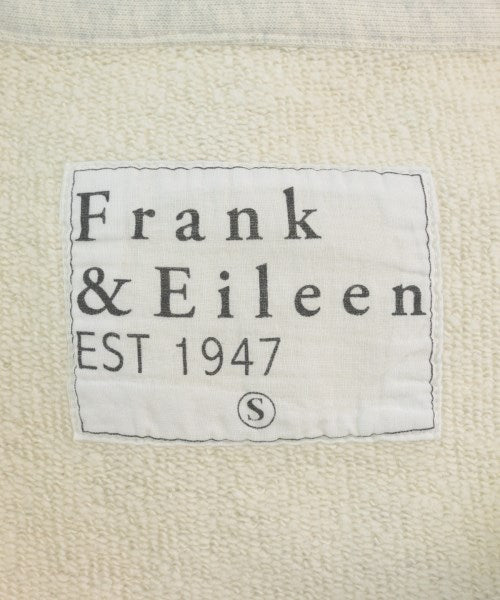 Frank
& Eileen
EST 1947
S